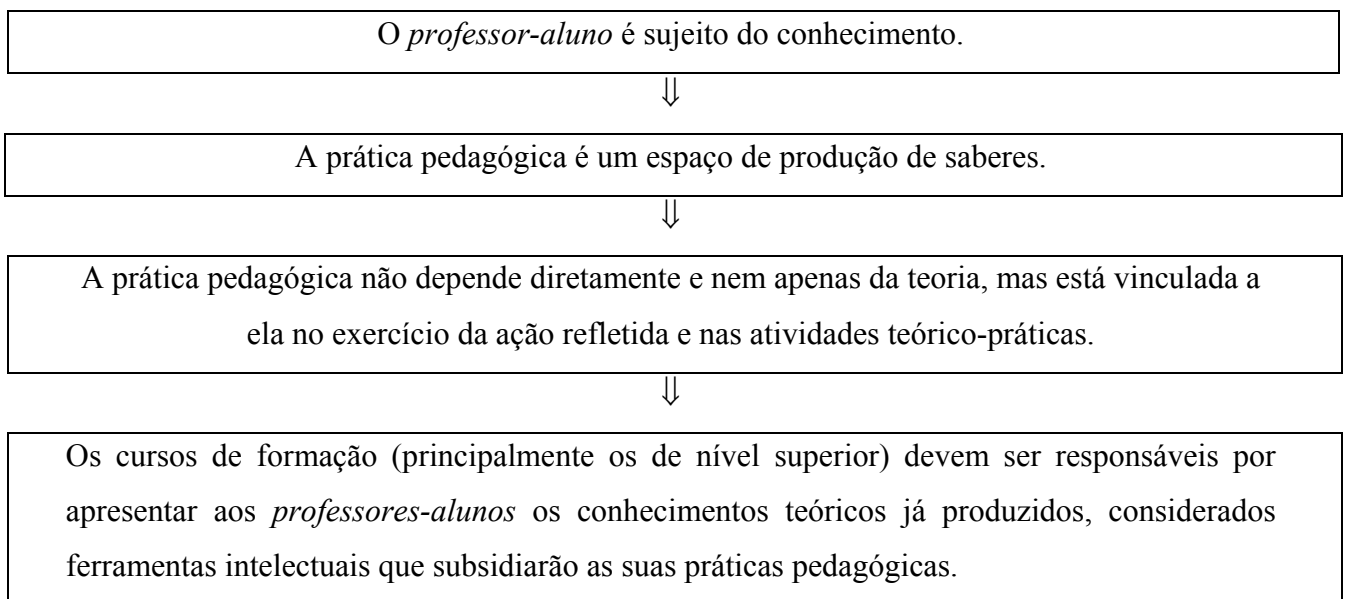 O professor-aluno é sujeito do conhecimento.
⇓
A prática pedagógica é um espaço de produção de saberes.
⇓
A prática pedagógica não depende diretamente e nem apenas da teoria, mas está vinculada a
ela no exercício da ação refletida e nas atividades teórico-práticas.
⇓
Os cursos de formação (principalmente os de nível superior) devem ser responsáveis por
apresentar aos professores-alunos os conhecimentos teóricos já produzidos, considerados
ferramentas intelectuais que subsidiarão as suas práticas pedagógicas.